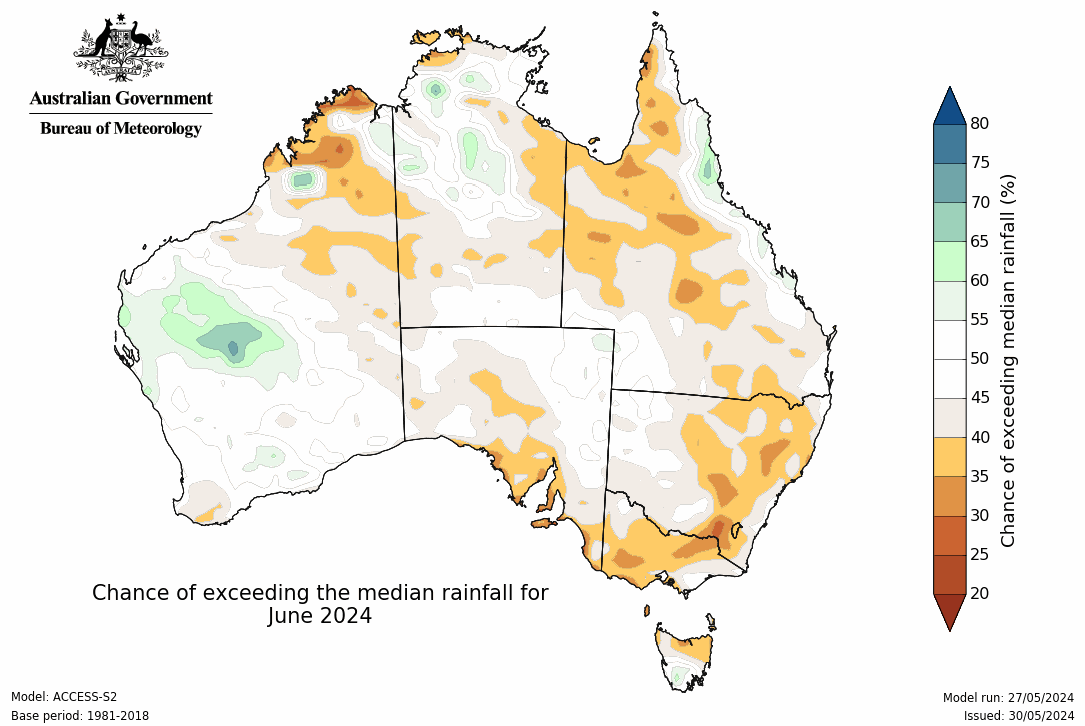 Australian Government
Bureau of Meteorology
80
75
70
65
60
55
50
45
40
35
30
25
20
Chance of exceeding median rainfall (%)
Chance of exceeding the median rainfall for
June 2024
Model: ACCESS-S2
Base period: 1981-2018
Model run: 27/05/2024
Issued: 30/05/2024